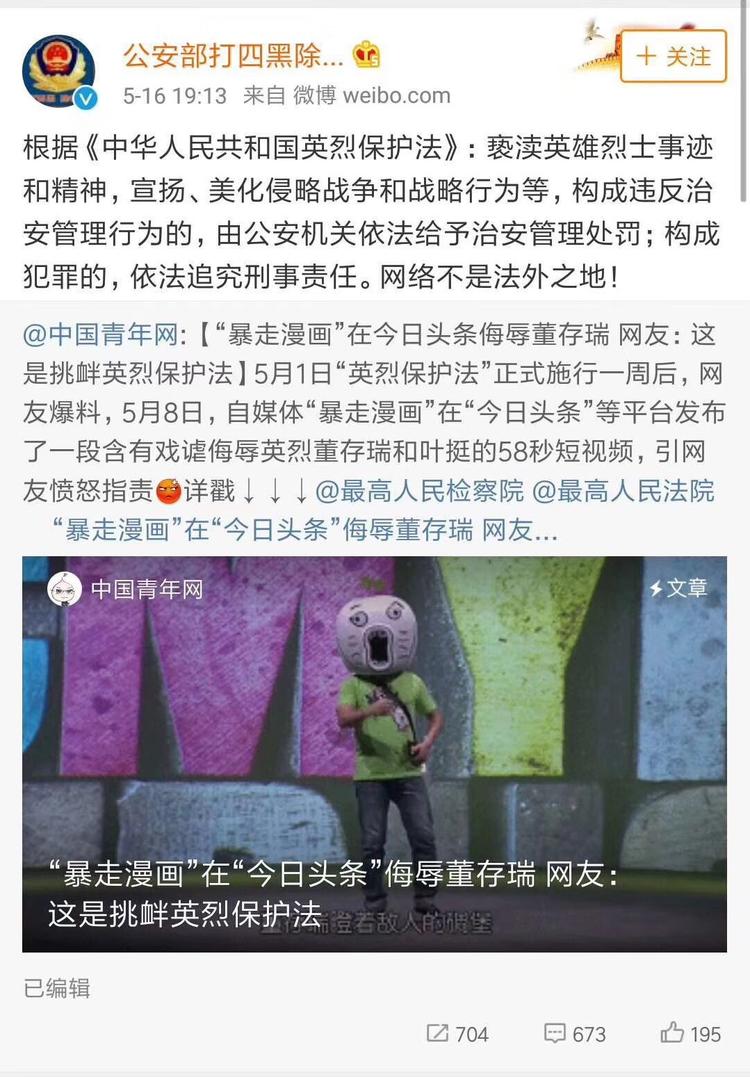 公安部打四黑除...
+ 关注
5-16 19:13 来自 微博 weibo.com
根据《中华人民共和国英烈保护法》：亵渎英雄烈士事迹
和精神，宣扬、美化侵略战争和战略行为等，构成违反治
安管理行为的，由公安机关依法给予治安管理处罚；构成
犯罪的，依法追究刑事责任。网络不是法外之地！
@中国青年网:【“暴走漫画”在今日头条侮辱董存瑞 网友：这
是挑衅英烈保护法】5月1日“英烈保护法”正式施行一周后，网
友爆料，5月8日，自媒体“暴走漫画”在“今日头条”等平台发布
了一段含有戏谑侮辱英烈董存瑞和叶挺的58秒短视频，引网
友愤怒指责详戳↓↓↓@最高人民检察院 @最高人民法院
“暴走漫画”在“今日头条”侮辱董存瑞 网友...
中国青年网
文章
“暴走漫画”在“今日头条”侮辱董存瑞 网友：
这是挑衅英烈保护法
董存瑞瞪着敌人的碉堡
已编辑
704
673
195